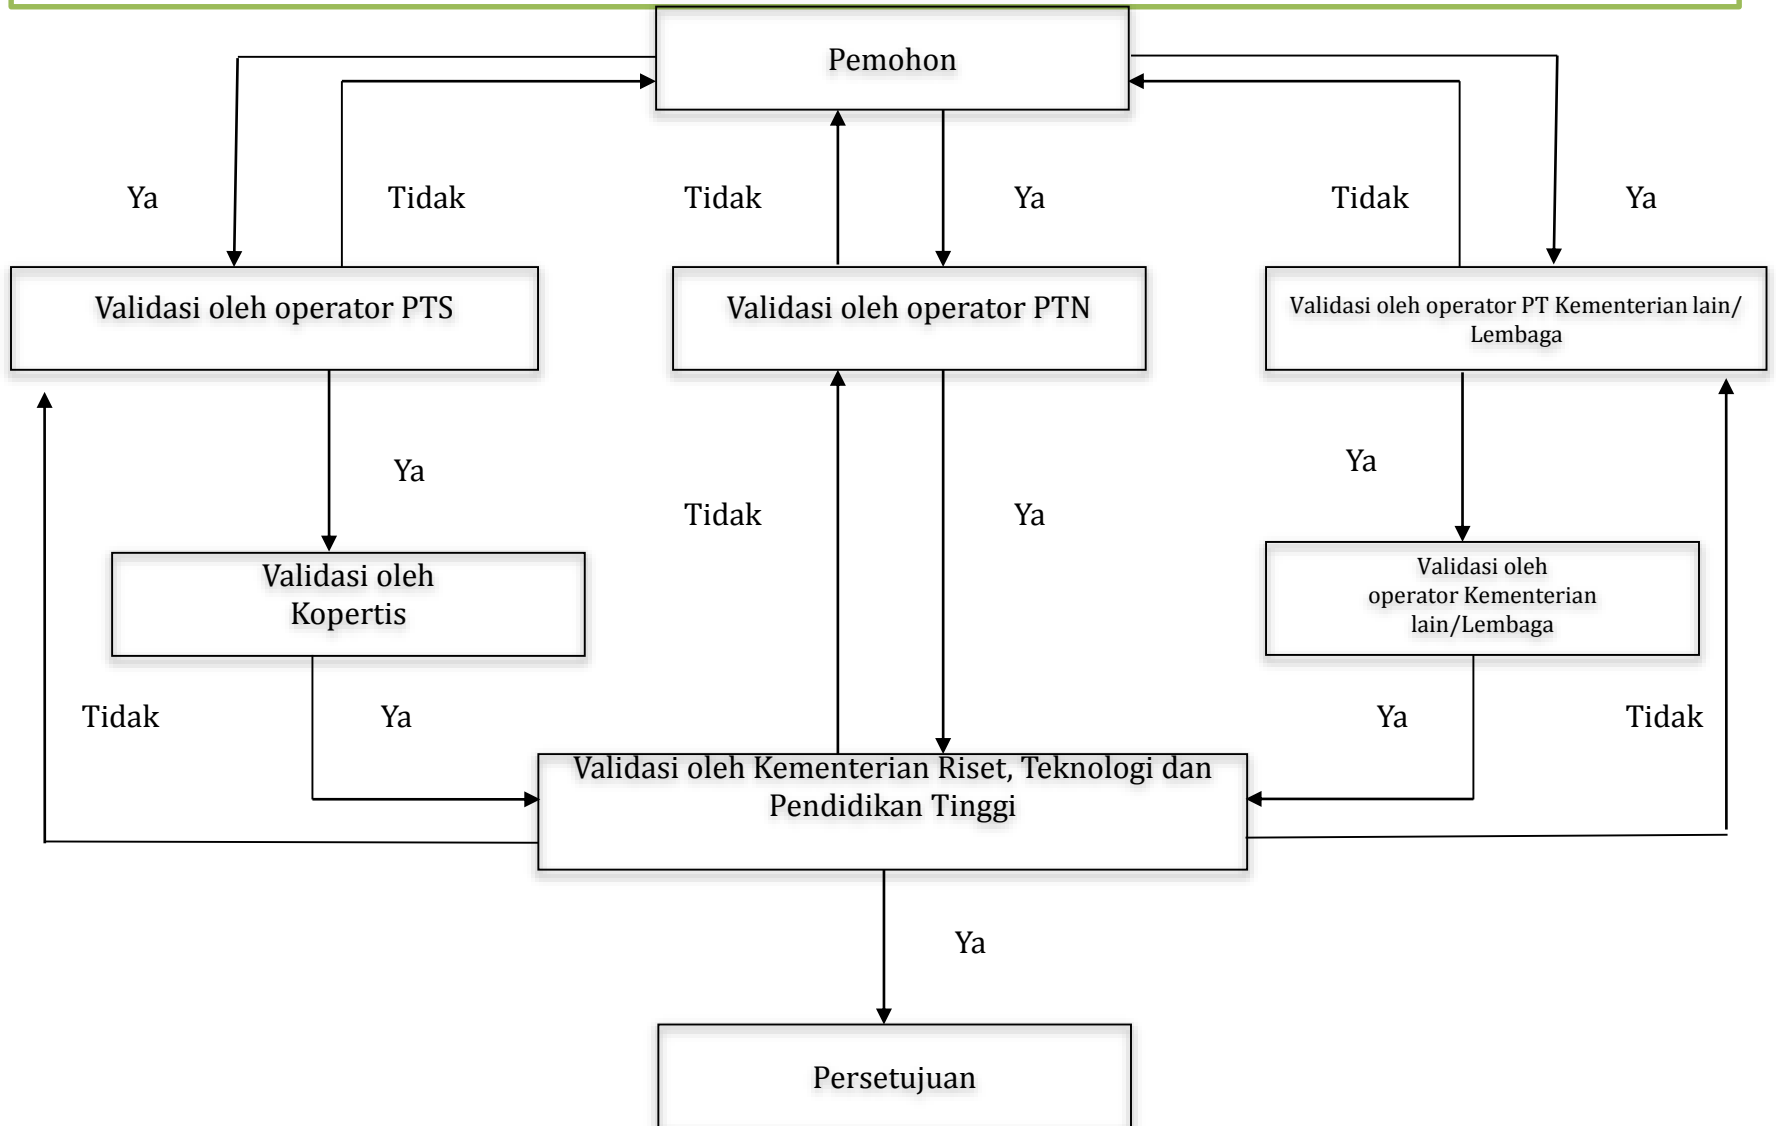 Pemohon
Ya
Tidak
Tidak
Ya
Tidak
Ya
Validasi oleh operator PTS
Validasi oleh operator PTN
Validasi oleh operator PT Kementerian lain/
Lembaga
Ya
Ya
Tidak
Ya
Validasi oleh
Kopertis
Validasi oleh
operator Kementerian
lain/Lembaga
Tidak
Ya
Ya
Tidak
Validasi oleh Kementerian Riset, Teknologi dan
Pendidikan Tinggi
Ya
Persetujuan